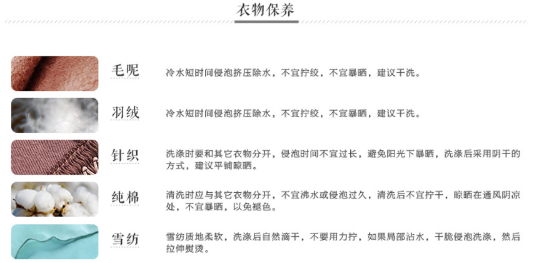 衣物保养
毛呢
冷水短时间侵泡挤压除水，不宜拧绞，不宜暴晒，建议干洗。
羽绒
冷水短时间侵泡挤压除水，不宜拧绞，不宜暴晒，建议干洗。
针织
洗涤时要和其它衣物分开，侵泡时间不宜过长，避免阳光下暴晒，洗涤后采用阴干的
方式，建议平铺晾晒。
纯棉
清洗时应与其它衣物分开，不宜沸水或侵泡过久，清洗后不宜拧干，晾晒在通风阴凉
处，不宜暴晒，以免褪色。
雪纺
雪纺质地柔软，洗涤后自然滴干，不要用力拧，如果局部沾水，干脆侵泡洗涤，然后
拉伸熨烫。